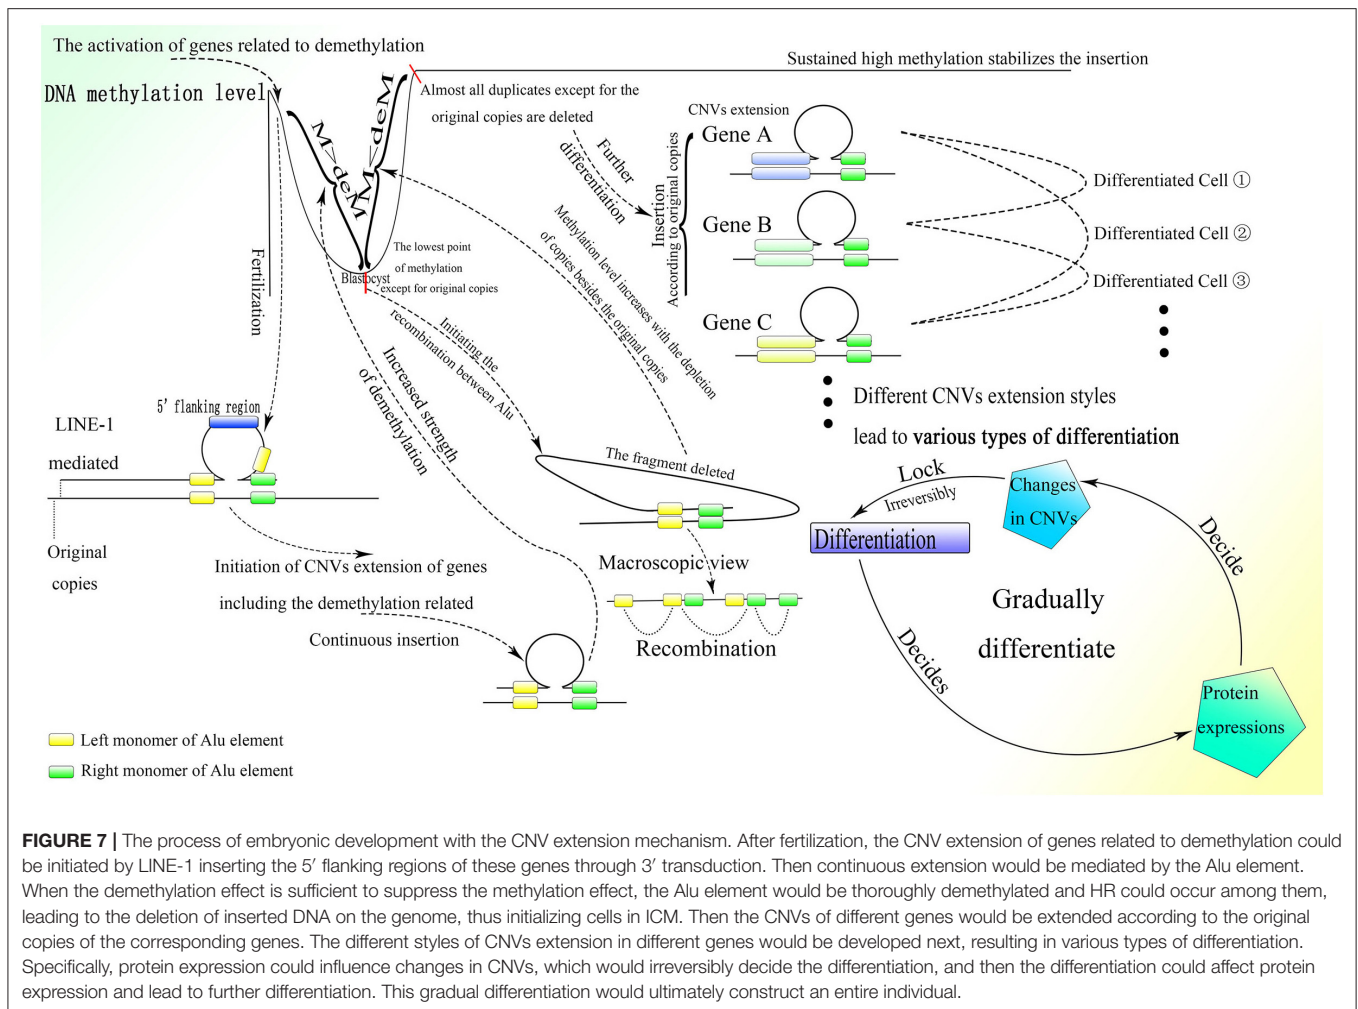 The activation of genes related to demethylation
DNA methylation level
M>deM
M<deM
Sustained high methylation stabilizes the insertion
Almost all duplicates except for the
original copies are deleted
Further
differentiation
Insertion
According to original copies
CNVs extension
Gene A
Gene B
Gene C
Differentiated Cell ①
Differentiated Cell ②
Differentiated Cell ③
Different CNVs extension styles
lead to various types of differentiation
Fertilization
Blastocyst
The lowest point
of methylation
except for original copies
Methylation level increases with the depletion
of copies besides the original copies
Initiating the
recombination between Alu
Increased strength
of demethylation
5' flanking region
LINE-1
mediated
Original
copies
Initiation of CNVs extension of genes
including the demethylation related
Continuous insertion
The fragment deleted
Macroscopic view
Recombination
Lock
Irreversibly
Changes
in CNVs
Differentiation
Decide
Gradually
differentiate
Decides
Protein
expressions
Left monomer of Alu element
Right monomer of Alu element
FIGURE 7 | The process of embryonic development with the CNV extension mechanism. After fertilization, the CNV extension of genes related to demethylation could
be initiated by LINE-1 inserting the 5′ flanking regions of these genes through 3′ transduction. Then continuous extension would be mediated by the Alu element.
When the demethylation effect is sufficient to suppress the methylation effect, the Alu element would be thoroughly demethylated and HR could occur among them,
leading to the deletion of inserted DNA on the genome, thus initializing cells in ICM. Then the CNVs of different genes would be extended according to the original
copies of the corresponding genes. The different styles of CNVs extension in different genes would be developed next, resulting in various types of differentiation.
Specifically, protein expression could influence changes in CNVs, which would irreversibly decide the differentiation, and then the differentiation could affect protein
expression and lead to further differentiation. This gradual differentiation would ultimately construct an entire individual.